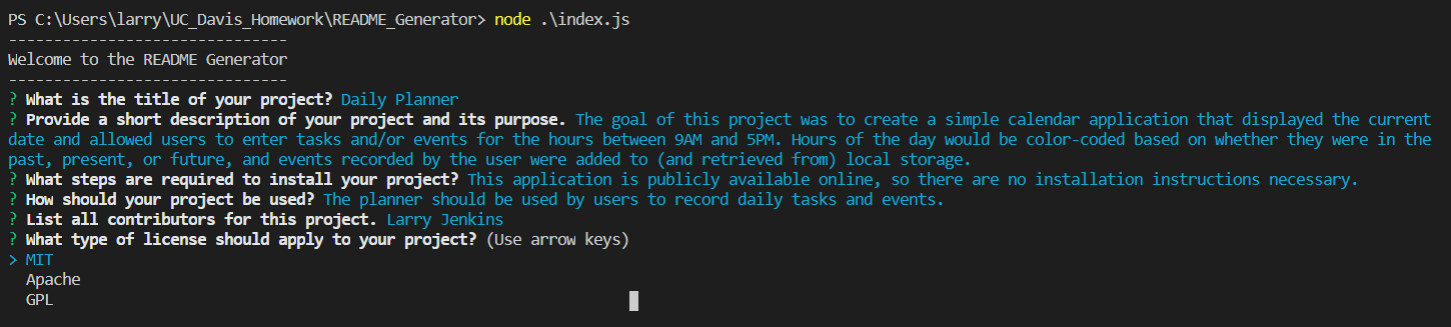 PS C:\Users\larry\UC_Davis_Homework\README_Generator> node .\index.js
-------------------------------
Welcome to the README Generator
-------------------------------
? What is the title of your project? Daily Planner
? Provide a short description of your project and its purpose. The goal of this project was to create a simple calendar application that displayed the current
date and allowed users to enter tasks and/or events for the hours between 9AM and 5PM. Hours of the day would be color-coded based on whether they were in the
past, present, or future, and events recorded by the user were added to (and retrieved from) local storage.
? What steps are required to install your project? This application is publicly available online, so there are no installation instructions necessary.
? How should your project be used? The planner should be used by users to record daily tasks and events.
? List all contributors for this project. Larry Jenkins
? What type of license should apply to your project? (Use arrow keys)
> MIT
Apache
GPL